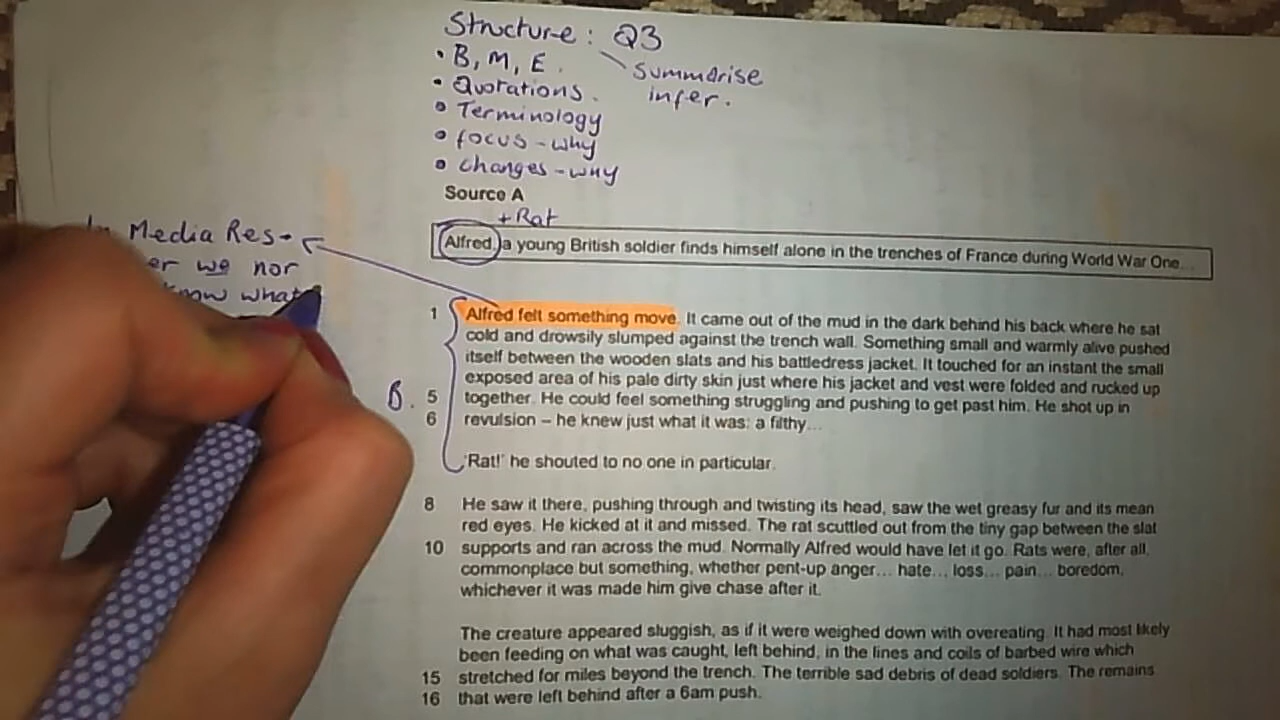 Structure : Q3
• B, M, E.
Summarise
infer.
• Quotations.
• Terminology
• focus - why
• changes - why
Source A
+ Rat
Alfred, a young British soldier finds himself alone in the trenches of France during World War One...
In Media Res -
we nor
know what
1 Alfred felt something move. It came out of the mud in the dark behind his back where he sat
cold and drowsily slumped against the trench wall. Something small and warmly alive pushed
itself between the wooden slats and his battledress jacket. It touched for an instant the small
exposed area of his pale dirty skin just where his jacket and vest were folded and rucked up
B. 5 together. He could feel something struggling and pushing to get past him. He shot up in
6 revulsion – he knew just what it was: a filthy...
'Rat!' he shouted to no one in particular.
8 He saw it there, pushing through and twisting its head, saw the wet greasy fur and its mean
red eyes. He kicked at it and missed. The rat scuttled out from the tiny gap between the slat
10 supports and ran across the mud. Normally Alfred would have let it go. Rats were, after all,
commonplace but something, whether pent-up anger... hate... loss... pain... boredom,
whichever it was made him give chase after it.
The creature appeared sluggish, as if it were weighed down with overeating. It had most likely
been feeding on what was caught, left behind, in the lines and coils of barbed wire which
15 stretched for miles beyond the trench. The terrible sad debris of dead soldiers. The remains
16 that were left behind after a 6am push.